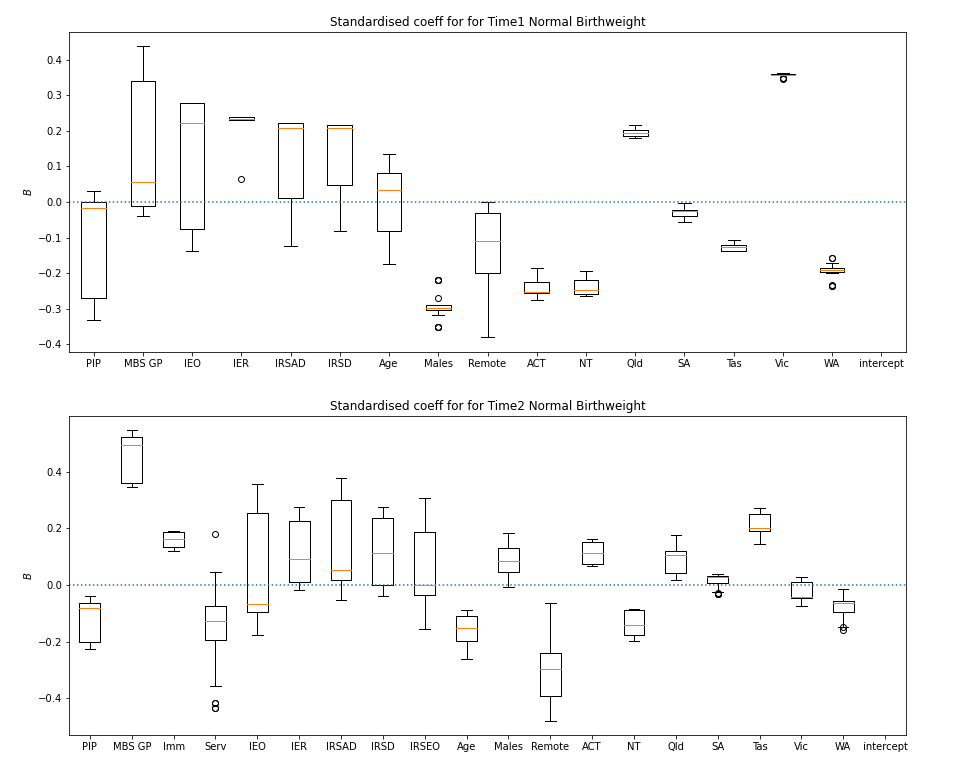 Standardised coeff for for Time1 Normal Birthweight
0.4
0.3
0.2
0.1
0.0
−0.1
−0.2
−0.3
−0.4
B
PIP MBS GP IEO IER IRSAD IRSD Age Males Remote ACT NT Qld SA Tas Vic WA intercept
Standardised coeff for for Time2 Normal Birthweight
0.4
0.2
0.0
−0.2
−0.4
B
PIP MBS GP Imm Serv IEO IER IRSAD IRSD IRSEO Age Males Remote ACT NT Qld SA Tas Vic WA intercept